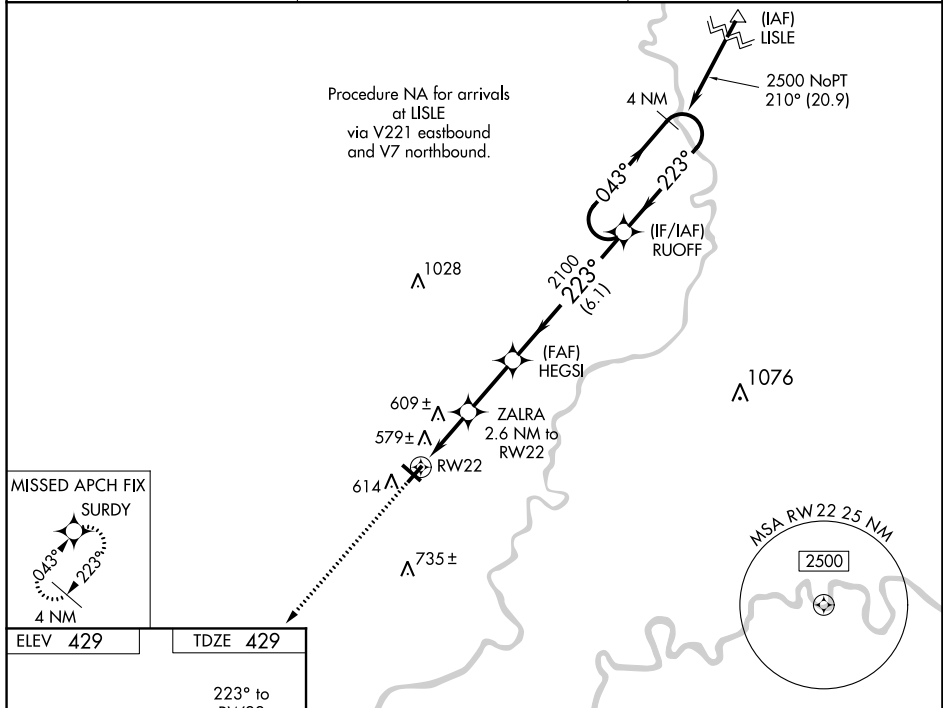 (IAF)
LISLE
2500 NoPT
210° (20.9)
Procedure NA for arrivals
at LISLE
via V221 eastbound
and V7 northbound.
4 NM
043°
223°
(IF/IAF)
RUOFF
2100
223°
(6.1)
1028
(FAF)
HEGSI
1076
609 ±
ZALRA
2.6 NM to
RW22
579±
RW22
614
MISSED APCH FIX
SURDY
043°
223°
4 NM
735 ±
MSA RW 22 25 NM
2500
ELEV 429
TDZE 429
223° to